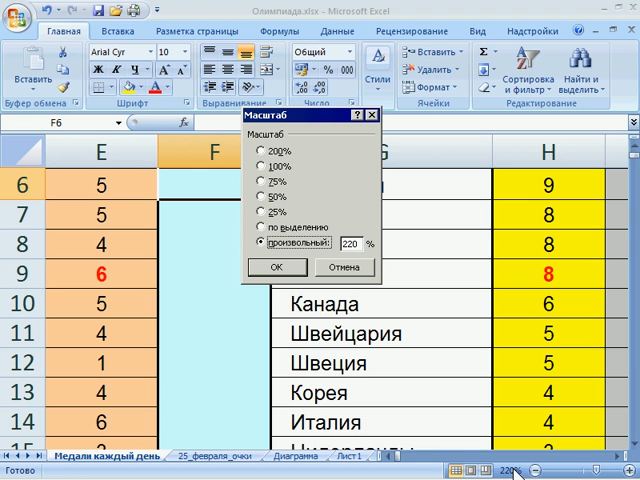 Олимпиада.xlsx - Microsoft Excel
Главная Вставка Разметка страницы Формулы Данные Рецензирование Вид Надстройки
Arial Cyr 10 Общий Вставить Σ
Вставить Ж К Ч % 000 Стили Удалить Сортировка и фильтр Найти и выделить
Формат
Буфер обмена Шрифт Выравнивание Число Ячейки Редактирование
F6 fx
Масштаб
E F G H
Масштаб
200%
100%
75%
50%
25%
по выделению
произвольный: 220 %
OK Отмена
6 5 9
7 5 8
8 4 8
9 6 8
10 5 Канада 6
11 4 Швейцария 5
12 1 Швеция 5
13 4 Корея 4
14 6 Италия 4
15
Медали каждый день 25_февраля_очки Диаграмма Лист1
Готово 220%